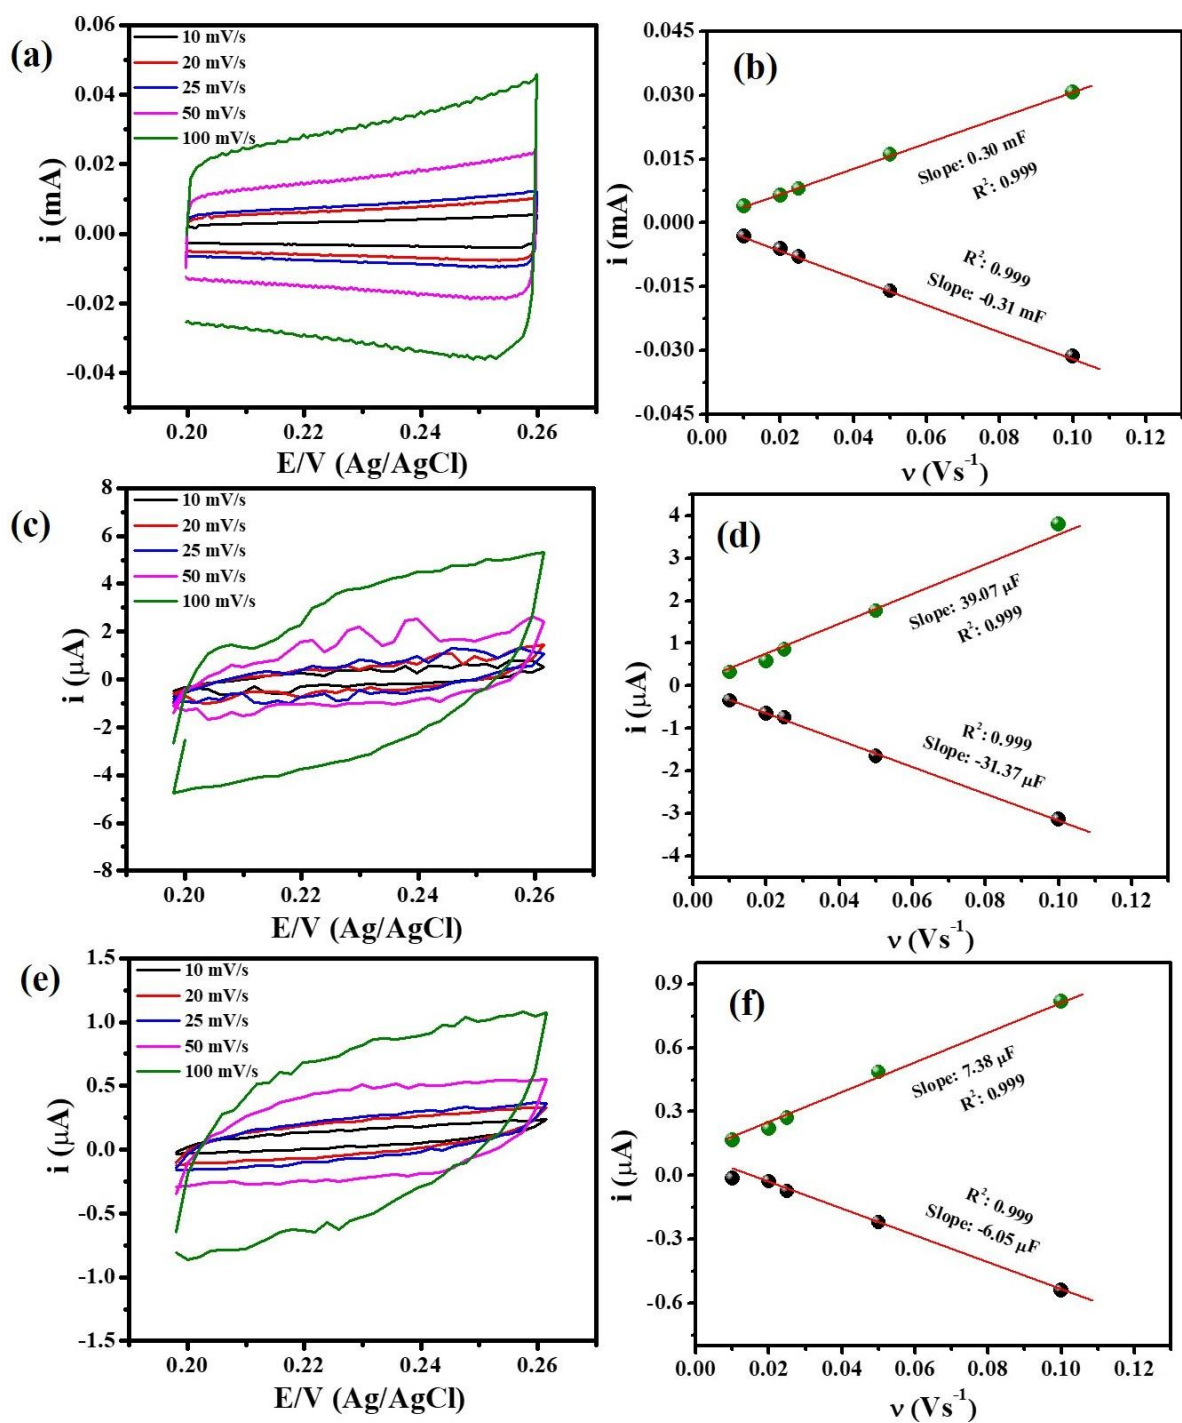 (a)
10 mV/s
20 mV/s
25 mV/s
50 mV/s
100 mV/s
0.06
0.04
0.02
0.00
-0.02
-0.04
i (mA)
0.20 0.22 0.24 0.26
E/V (Ag/AgCl)
(b)
0.045
0.030
0.015
0.000
-0.015
-0.030
-0.045
i (mA)
Slope: 0.30 mF
R²: 0.999
R²: 0.999
Slope: -0.31 mF
0.00 0.02 0.04 0.06 0.08 0.10 0.12
ν (Vs⁻¹)
(c)
10 mV/s
20 mV/s
25 mV/s
50 mV/s
100 mV/s
8
6
4
2
0
-2
-4
-6
-8
i (μA)
0.20 0.22 0.24 0.26
E/V (Ag/AgCl)
(d)
4
3
2
1
0
-1
-2
-3
-4
i (μA)
Slope: 39.07 μF
R²: 0.999
R²: 0.999
Slope: -31.37 μF
0.00 0.02 0.04 0.06 0.08 0.10 0.12
ν (Vs⁻¹)
(e)
10 mV/s
20 mV/s
25 mV/s
50 mV/s
100 mV/s
1.5
1.0
0.5
0.0
-0.5
-1.0
-1.5
i (μA)
0.20 0.22 0.24 0.26
E/V (Ag/AgCl)
(f)
0.9
0.6
0.3
0.0
-0.3
-0.6
i (μA)
Slope: 7.38 μF
R²: 0.999
R²: 0.999
Slope: -6.05 μF
0.00 0.02 0.04 0.06 0.08 0.10 0.12
ν (Vs⁻¹)